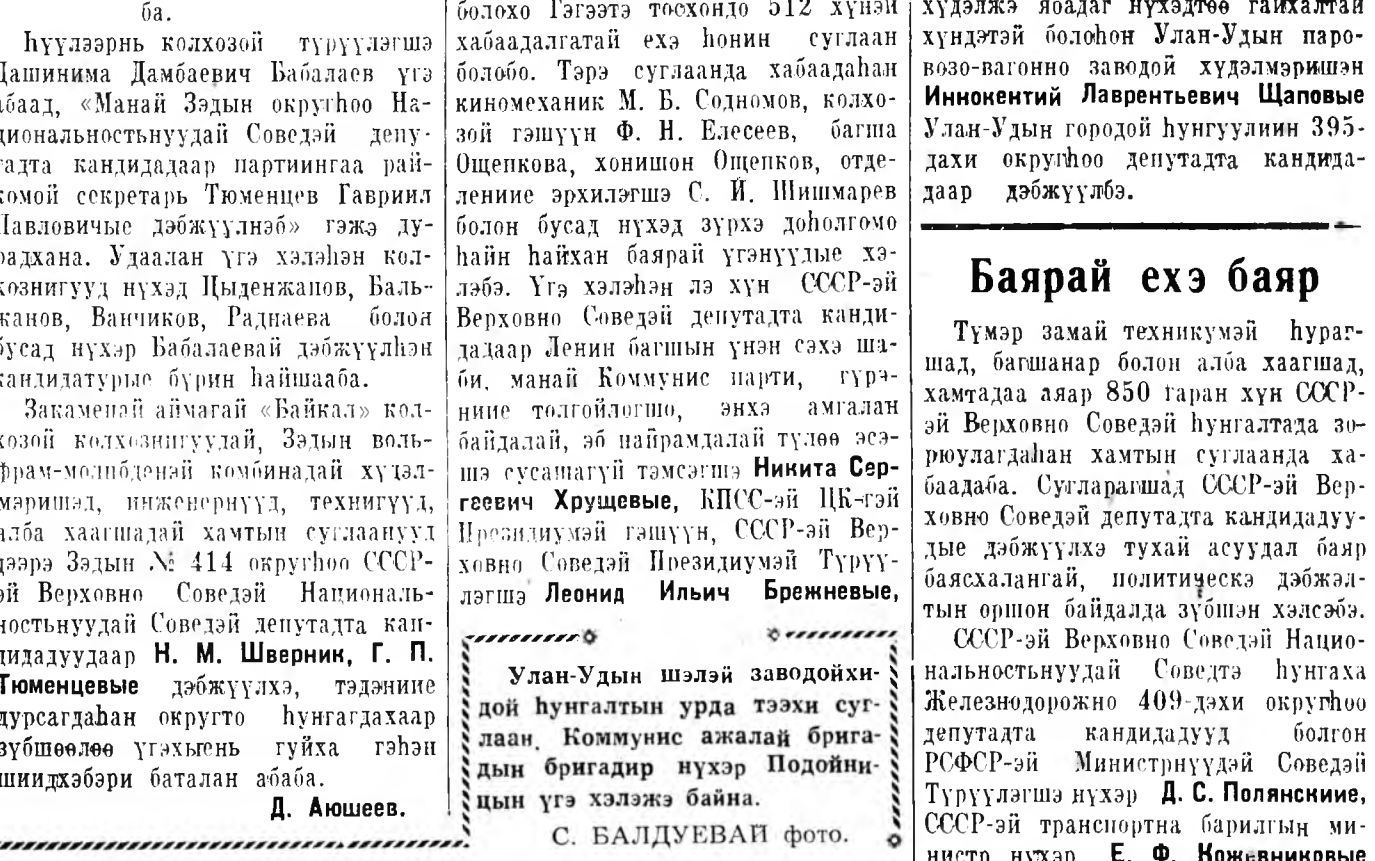 ба.
Һүүлээрнь колхозой түрүүлэгшэ
Дашинима Дамбаевич Бабалаев үгэ
абаад, «Манай Зэдын округһоо На-
циональностьнуудай Соведэй депу-
тадта кандидадаар партиингаа рай-
комой секретарь Тюменцев Гавриил
Павловичые дэбжүүлнэб» гэжэ ду-
радхана. Удаалан үгэ хэлэһэн кол-
хознигууд нүхэд Цыденжапов, Баль-
жанов, Ванчиков, Раднаева болон
бусад нүхэр Бабалаевай дэбжүүлһэн
кандидатурые бүрин һайшааба.
Закаменэй аймагай «Байкал» кол-
хозой колхознигуудай, Зэдын воль-
фрам-молибденэй комбинадай хүдэл-
мэришэд, инженернүүд, технигүүд,
алба хаагшадай хамтын суглаанууд
дээрэ Зэдын № 414 округһоо СССР-
эй Верховно Соведэй Националь-
ностьнуудай Соведэй депутадта кан-
дидадуудаар Н. М. Шверник, Г. П.
Тюменцевые дэбжүүлхэ, тэдэниие
дурсагдаһан округто һунгагдахаар
зүбшөөлөө үгэхыень гуйха гэһэн
шиидхэбэри баталан абаба.
Д. Аюшеев.
болохо Гэгээтэ тосхондо 512 хүнэй
хабаадалгатай ехэ һонин суглаан
болобо. Тэрэ суглаанда хабаадаһан
киномеханик М. Б. Содномов, колхо-
зой гэшүүн Ф. Н. Елесеев, багша
Ощепкова, хонишон Ощепков, отде-
лениие эрхилэгшэ С. Й. Шишмарев
болон бусад нүхэд зүрхэ доһолгомо
һайн һайхан баярай үгэнүүдые хэ-
лэбэ. Үгэ хэлэһэн лэ хүн СССР-эй
Верховно Соведэй депутадта канди-
дадаар Ленин багшын үнэн сэхэ ша-
би, манай Коммунис парти, гүрэ-
ниие толгойлогшо, энхэ амгалан
байдалай, эб найрамдалай түлөө эсэ-
шэ сусашагүй тэмсэгшэ Никита Сер-
геевич Хрущевые, КПСС-эй ЦК-гэй
Президиумэй гэшүүн, СССР-эй Вер-
ховно Соведэй Президиумэй Түрүү-
лэгшэ Леонид Ильич Брежневые,
Улан-Удын шэлэй заводойхи-
дой һунгалтын урда тээхи суг-
лаан. Коммунис ажалай брига-
дын бригадир нүхэр Подойни-
цын үгэ хэлэжэ байна.
С. БАЛДУЕВАЙ фото.
хүдэлжэ ябадаг нүхэдтөө гайхалтай
хүндэтэй болоһон Улан-Удын паро-
возо-вагонно заводой хүдэлмэришэн
Иннокентий Лаврентьевич Щаповые
Улан-Удын городой һунгуулиин 395-
дахи округһоо депутадта кандида-
даар дэбжүүлбэ.
Баярай ехэ баяр
Түмэр замай техникумэй һураг-
шад, багшанар болон алба хаагшад,
хамтадаа аяар 850 гаран хүн СССР-
эй Верховно Соведэй һунгалтада зо-
рюулагдаһан хамтын суглаанда ха-
баадаба. Сугларагшад СССР-эй Вер-
ховно Соведэй депутадта кандидадуу-
дые дэбжүүлхэ тухай асуудал баяр
баясхалангай, политическэ дэбжэл-
тын оршон байдалда зүбшэн хэлсэбэ.
СССР-эй Верховно Соведэй Нацио-
нальностьнуудай Соведтэ һунгаха
Железнодорожно 409-дэхи округһоо
депутадта кандидадууд болгон
РСФСР-эй Министрнүүдэй Соведэй
Түрүүлэгшэ нүхэр Д. С. Полянскиие,
СССР-эй транспортна барилгын ми-
нистр нүхэр Е. Ф. Кожевниковые